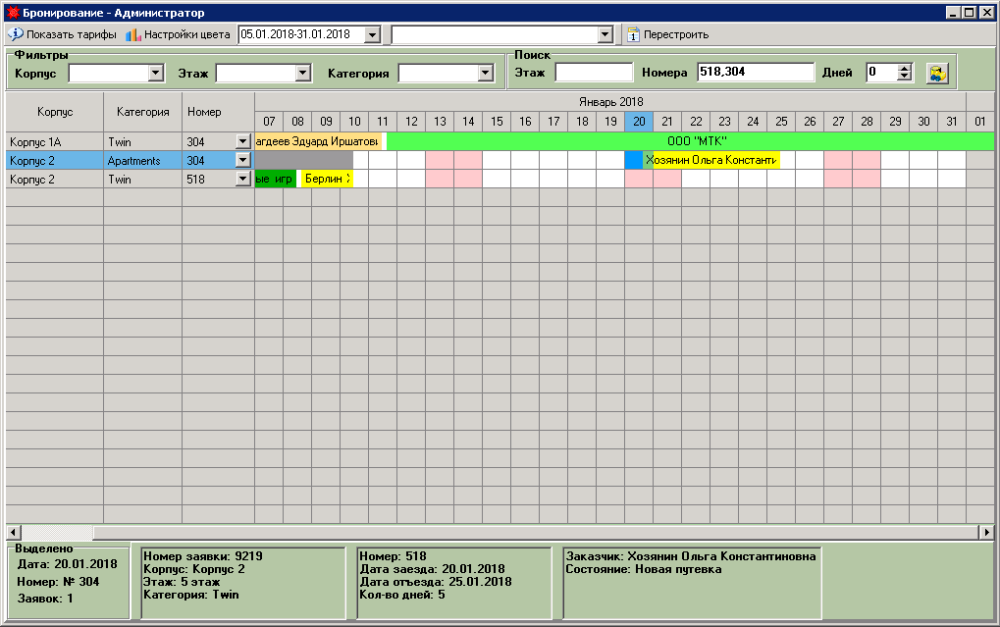 Бронирование - Администратор
Показать тарифы Настройки цвета 05.01.2018-31.01.2018 Перестроить
Фильтры Поиск
Корпус Этаж Категория Этаж Номера 518,304 Дней 0
Корпус Категория Номер Январь 2018
07 08 09 10 11 12 13 14 15 16 17 18 19 20 21 22 23 24 25 26 27 28 29 30 31 01
Корпус 1А Twin 304 агдеев Эдуард Иршатови ООО "МТК"
Корпус 2 Apartments 304 Хозянин Ольга Константи
Корпус 2 Twin 518 ые игр Берлин
Выделено
Дата: 20.01.2018
Номер: № 304
Заявок: 1
Номер заявки: 9219
Корпус: Корпус 2
Этаж: 5 этаж
Категория: Twin
Номер: 518
Дата заезда: 20.01.2018
Дата отъезда: 25.01.2018
Кол-во дней: 5
Заказчик: Хозянин Ольга Константиновна
Состояние: Новая путевка